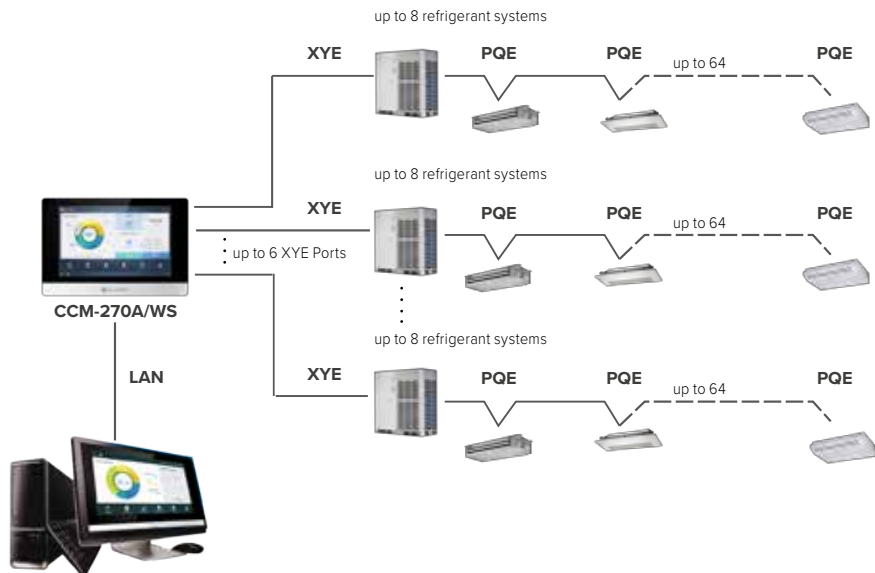 up to 8 refrigerant systems
XYE
PQE
PQE
up to 64
PQE
up to 8 refrigerant systems
XYE
PQE
PQE
up to 64
PQE
up to 6 XYE Ports
CCM-270A/WS
up to 8 refrigerant systems
LAN
XYE
PQE
PQE
up to 64
PQE